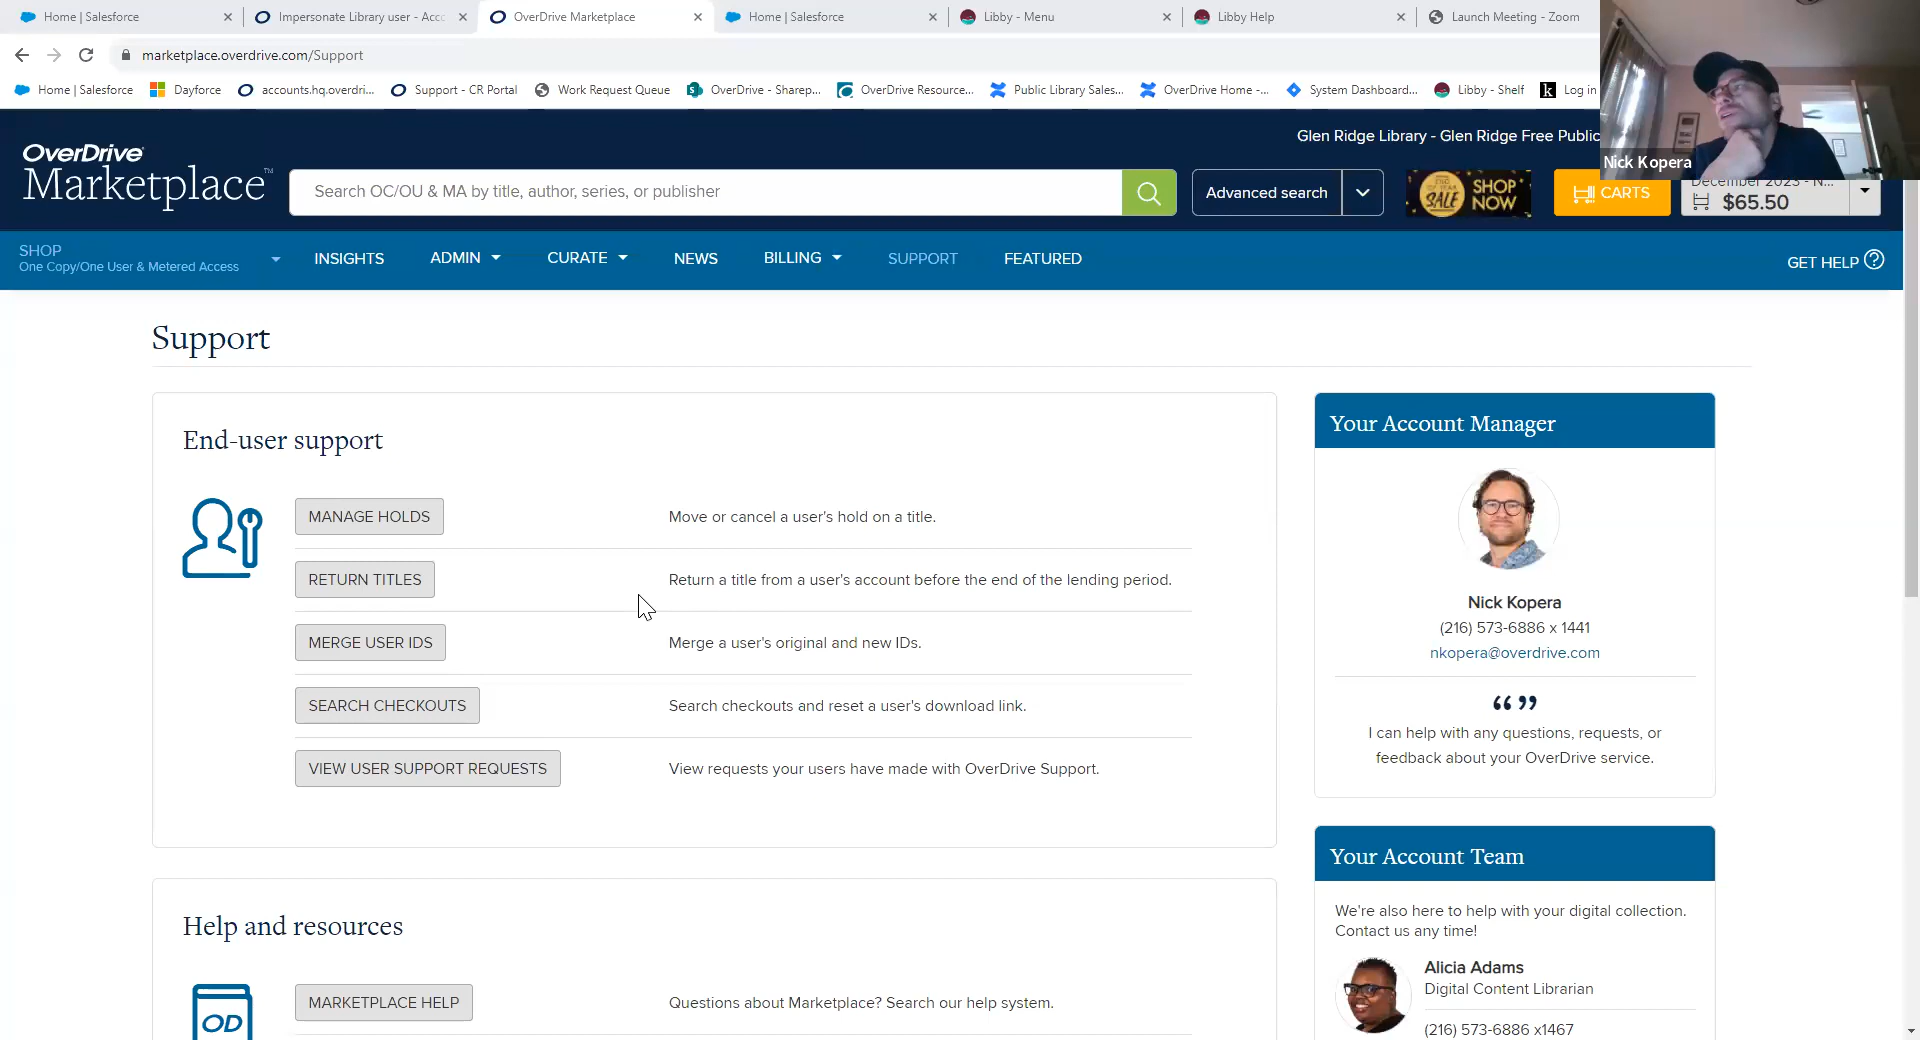 Home | Salesforce
Impersonate Library user - Acc
OverDrive Marketplace
Home | Salesforce
Libby - Menu
Libby Help
Launch Meeting - Zoom
marketplace.overdrive.com/Support
Home | Salesforce
Dayforce
accounts.hq.overdri...
Support - CR Portal
Work Request Queue
OverDrive - Sharep...
OverDrive Resource...
Public Library Sales...
OverDrive Home -...
System Dashboard...
Libby - Shelf
k
Log in
Nick Kopera
Glen Ridge Library - Glen Ridge Free Public
OverDrive
Marketplace™
Search OC/OU & MA by title, author, series, or publisher
Advanced search
END OF YEAR SALE SHOP NOW
CARTS
December 2023 - N...
$65.50
SHOP
One Copy/One User & Metered Access
INSIGHTS
ADMIN
CURATE
NEWS
BILLING
SUPPORT
FEATURED
GET HELP ?
Support
End-user support
MANAGE HOLDS
Move or cancel a user's hold on a title.
RETURN TITLES
Return a title from a user's account before the end of the lending period.
MERGE USER IDS
Merge a user's original and new IDs.
SEARCH CHECKOUTS
Search checkouts and reset a user's download link.
VIEW USER SUPPORT REQUESTS
View requests your users have made with OverDrive Support.
Help and resources
OD
MARKETPLACE HELP
Questions about Marketplace? Search our help system.
Your Account Manager
Nick Kopera
(216) 573-6886 x 1441
nkopera@overdrive.com
“ ”
I can help with any questions, requests, or
feedback about your OverDrive service.
Your Account Team
We're also here to help with your digital collection.
Contact us any time!
Alicia Adams
Digital Content Librarian
(216) 573-6886 x1467